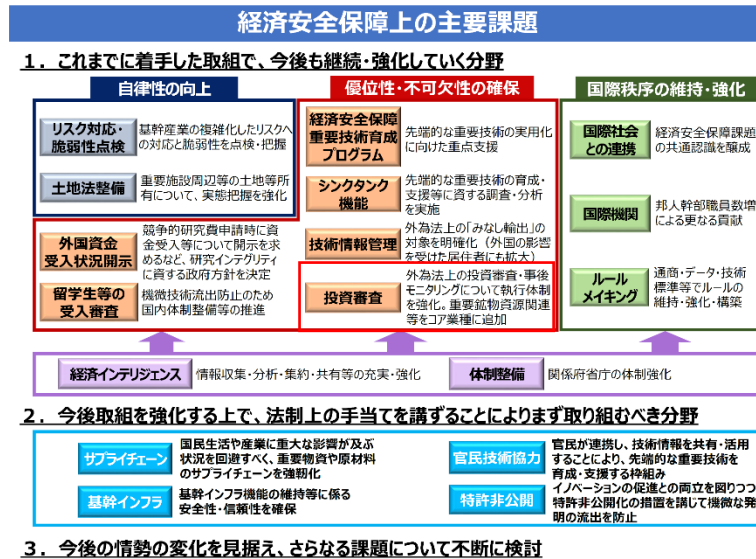 経済安全保障上の主要課題
1．これまでに着手した取組で、今後も継続・強化していく分野
自律性の向上
リスク対応・
脆弱性点検
基幹産業の複雑化したリスクへ
の対応と脆弱性を点検・把握
土地法整備
重要施設周辺等の土地等所
有について、実態把握を強化
外国資金
受入状況開示
競争的研究費申請時に資
金受入等について開示を求
めるなど、研究インテグリティ
に資する政府方針を決定
留学生等の
受入審査
機微技術流出防止のため
国内体制整備等の推進
優位性・不可欠性の確保
経済安全保障
重要技術育成
プログラム
先端的な重要技術の実用化
に向けた重点支援
シンクタンク
機能
先端的な重要技術の育成・
支援等に資する調査・分析
を実施
技術情報管理
外為法上の「みなし輸出」の
対象を明確化（外国の影響
を受けた居住者にも拡大）
投資審査
外為法上の投資審査・事後
モニタリングについて執行体制
を強化。重要鉱物資源関連
等をコア業種に追加
国際秩序の維持・強化
国際社会
との連携
経済安全保障課題
の共通認識を醸成
国際機関
邦人幹部職員数増
による更なる貢献
ルール
メイキング
通商・データ・技術
標準等でルールの
維持・強化・構築
経済インテリジェンス
情報収集・分析・集約・共有等の充実・強化
体制整備
関係府省庁の体制強化
2．今後取組を強化する上で、法制上の手当てを講ずることによりまず取り組むべき分野
サプライチェーン
国民生活や産業に重大な影響が及ぶ
状況を回避すべく、重要物資や原材料
のサプライチェーンを強靭化
基幹インフラ
基幹インフラ機能の維持等に係る
安全性・信頼性を確保
官民技術協力
官民が連携し、技術情報を共有・活用
することにより、先端的な重要技術を
育成・支援する枠組み
特許非公開
イノベーションの促進との両立を図りつつ
特許非公開化の措置を講じて機微な発
明の流出を防止
3．今後の情勢の変化を見据え、さらなる課題について不断に検討